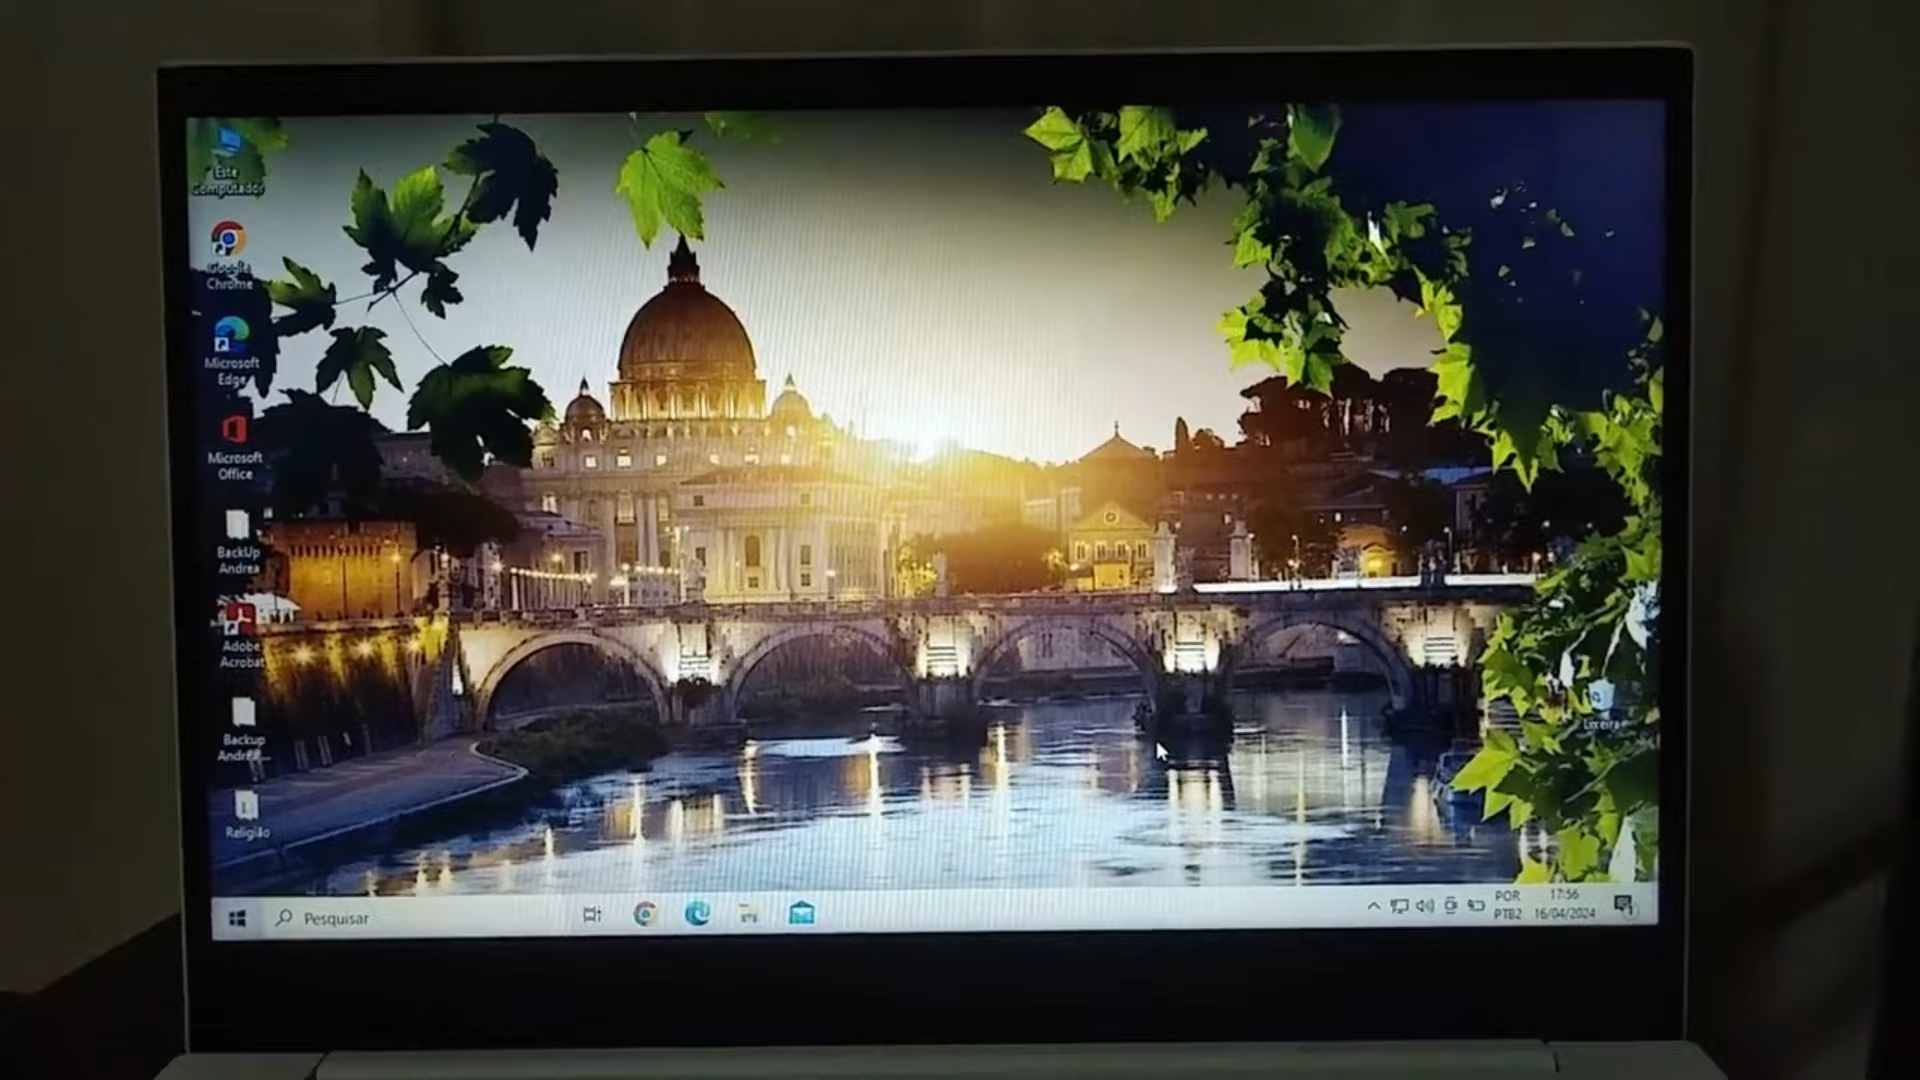 Este
Computador
Google
Chrome
Microsoft
Edge
Microsoft
Office
BackUp
Andrea
Adobe
Acrobat
Backup
Religião
Lixeira
Pesquisar
POR
PTB2
17:56
16/04/2024